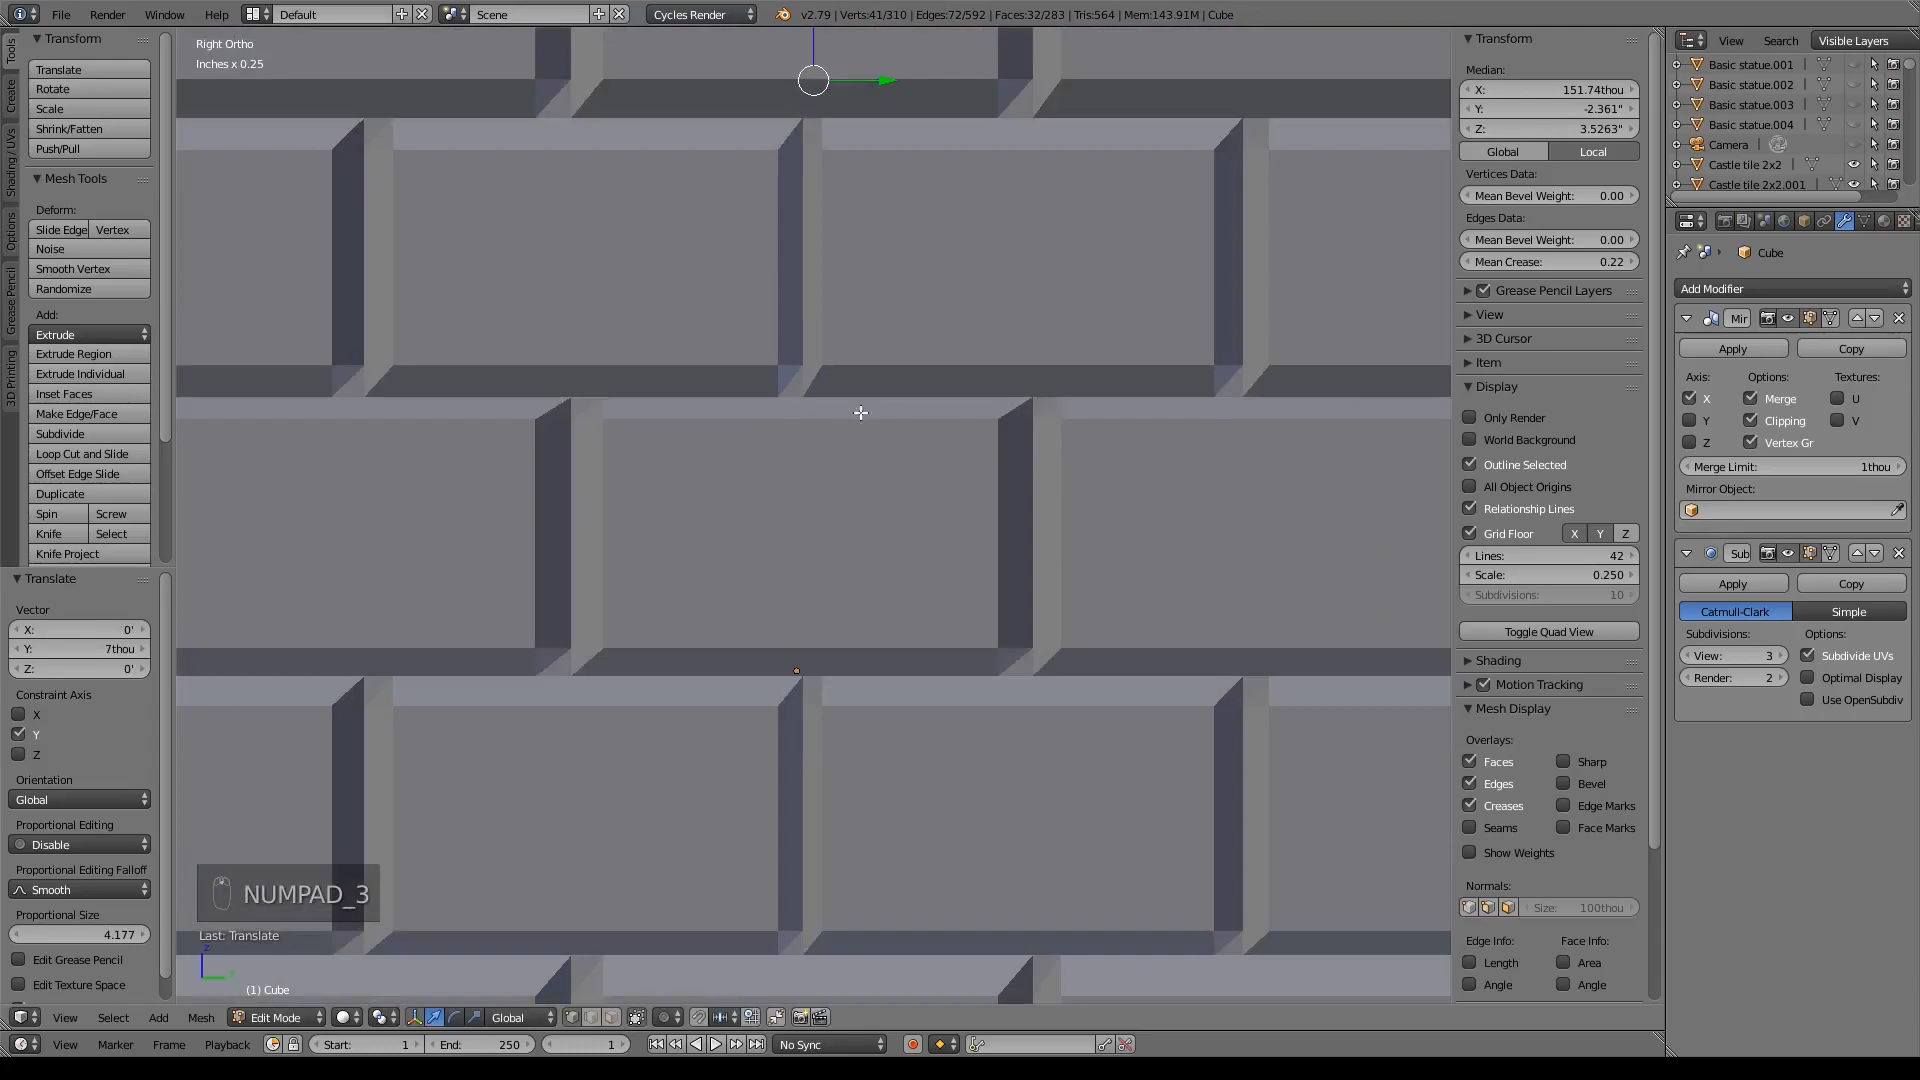 File Render Window Help Default Scene Cycles Render v2.79 | Verts:41/310 | Edges:72/592 | Faces:32/283 | Tris:564 | Mem:143.91M | Cube
Tools
Create
Shading / UVs
Options
Grease Pencil
3D Printing
Transform
Translate
Rotate
Scale
Shrink/Fatten
Push/Pull
Mesh Tools
Deform:
Slide Edge Vertex
Noise
Smooth Vertex
Randomize
Add:
Extrude
Extrude Region
Extrude Individual
Inset Faces
Make Edge/Face
Subdivide
Loop Cut and Slide
Offset Edge Slide
Duplicate
Spin Screw
Knife Select
Knife Project
Translate
Vector
X: 0'
Y: 7thou
Z: 0'
Constraint Axis
X
Y
Z
Orientation
Global
Proportional Editing
Disable
Proportional Editing Falloff
Smooth
Proportional Size
4.177
Edit Grease Pencil
Edit Texture Space
Right Ortho
Inches x 0.25
NUMPAD_3
Last: Translate
z
(1) Cube
Transform
Median:
X: 151.74thou
Y: -2.361"
Z: 3.5263"
Global Local
Vertices Data:
Mean Bevel Weight: 0.00
Edges Data:
Mean Bevel Weight: 0.00
Mean Crease: 0.22
Grease Pencil Layers
View
3D Cursor
Item
Display
Only Render
World Background
Outline Selected
All Object Origins
Relationship Lines
Grid Floor X Y Z
Lines: 42
Scale: 0.250
Subdivisions: 10
Toggle Quad View
Shading
Motion Tracking
Mesh Display
Overlays:
Faces Sharp
Edges Bevel
Creases Edge Marks
Seams Face Marks
Show Weights
Normals:
Size: 100thou
Edge Info: Face Info:
Length Area
Angle Angle
View Search Visible Layers
Basic statue.001
Basic statue.002
Basic statue.003
Basic statue.004
Camera
Castle tile 2x2
Castle tile 2x2.001
Cube
Add Modifier
Mir
Apply Copy
Axis: Options: Textures:
X Merge U
Y Clipping V
Z Vertex Gr
Merge Limit: 1thou
Mirror Object:
Sub
Apply Copy
Catmull-Clark Simple
Subdivisions: Options:
View: 3 Subdivide UVs
Render: 2 Optimal Display
Use OpenSubdiv
View Select Add Mesh Edit Mode Global
View Marker Frame Playback Start: 1 End: 250 1 No Sync